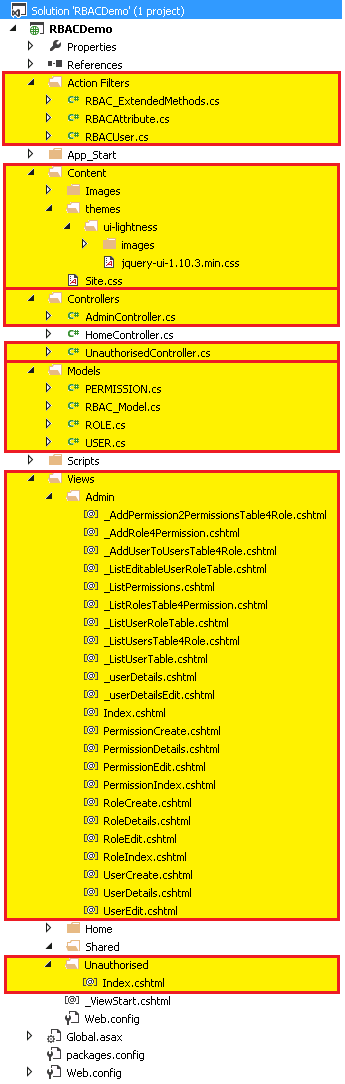 Solution 'RBACDemo' (1 project)
RBACDemo
Properties
References
Action Filters
C# RBAC_ExtendedMethods.cs
C# RBACAttribute.cs
C# RBACUser.cs
App_Start
Content
Images
themes
ui-lightness
images
jquery-ui-1.10.3.min.css
Site.css
Controllers
C# AdminController.cs
C# HomeController.cs
C# UnauthorisedController.cs
Models
C# PERMISSION.cs
C# RBAC_Model.cs
C# ROLE.cs
C# USER.cs
Scripts
Views
Admin
[@] _AddPermission2PermissionsTable4Role.cshtml
[@] _AddRole4Permission.cshtml
[@] _AddUserToUsersTable4Role.cshtml
[@] _ListEditableUserRoleTable.cshtml
[@] _ListPermissions.cshtml
[@] _ListRolesTable4Permission.cshtml
[@] _ListUserRoleTable.cshtml
[@] _ListUsersTable4Role.cshtml
[@] _ListUserTable.cshtml
[@] _userDetails.cshtml
[@] _userDetailsEdit.cshtml
[@] Index.cshtml
[@] PermissionCreate.cshtml
[@] PermissionDetails.cshtml
[@] PermissionEdit.cshtml
[@] PermissionIndex.cshtml
[@] RoleCreate.cshtml
[@] RoleDetails.cshtml
[@] RoleEdit.cshtml
[@] RoleIndex.cshtml
[@] UserCreate.cshtml
[@] UserDetails.cshtml
[@] UserEdit.cshtml
Home
Shared
Unauthorised
[@] Index.cshtml
[@] _ViewStart.cshtml
Web.config
Global.asax
packages.config
Web.config